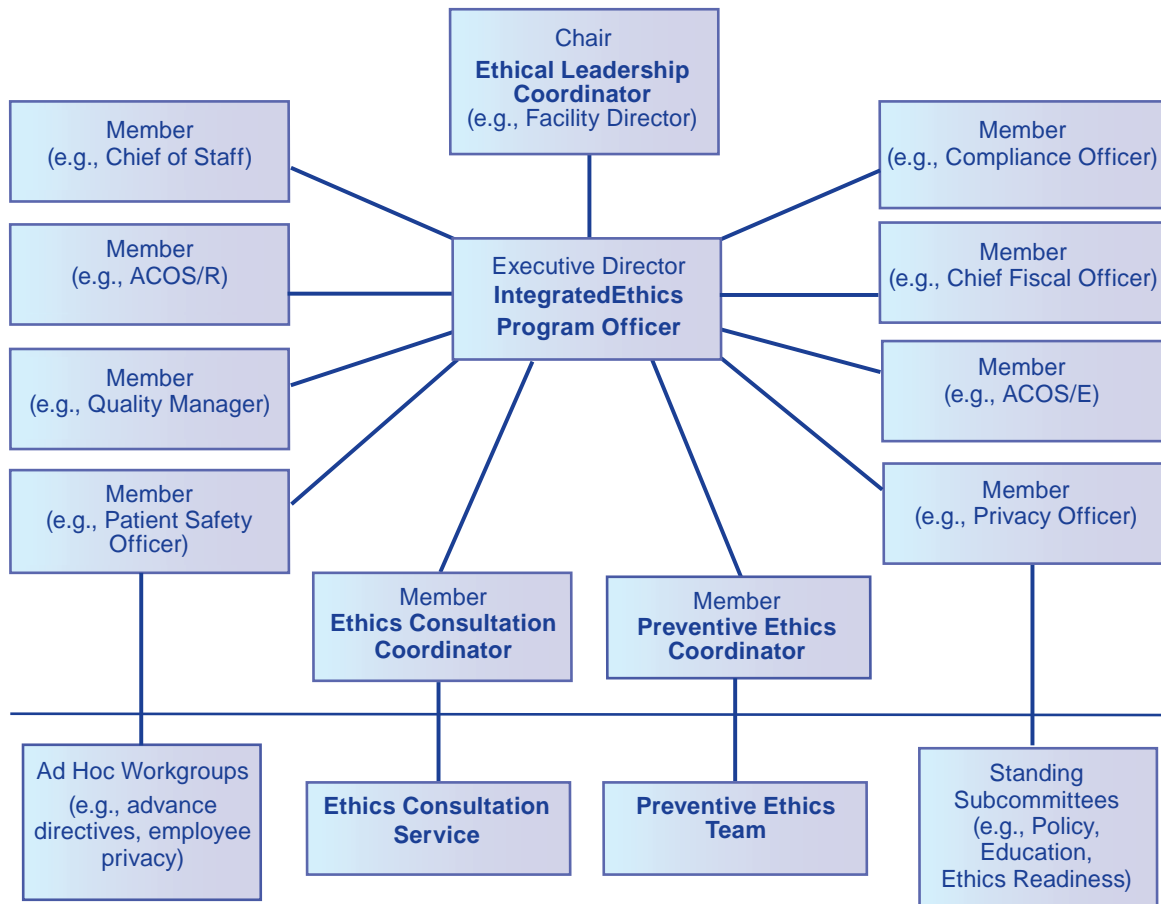 Chair
Ethical Leadership
Coordinator
(e.g., Facility Director)
Member
(e.g., Chief of Staff)
Member
(e.g., Compliance Officer)
Member
(e.g., ACOS/R)
Executive Director
IntegratedEthics
Program Officer
Member
(e.g., Chief Fiscal Officer)
Member
(e.g., Quality Manager)
Member
(e.g., ACOS/E)
Member
(e.g., Patient Safety
Officer)
Member
(e.g., Privacy Officer)
Member
Ethics Consultation
Coordinator
Member
Preventive Ethics
Coordinator
Ad Hoc Workgroups
(e.g., advance
directives, employee
privacy)
Ethics Consultation
Service
Preventive Ethics
Team
Standing
Subcommittees
(e.g., Policy,
Education,
Ethics Readiness)